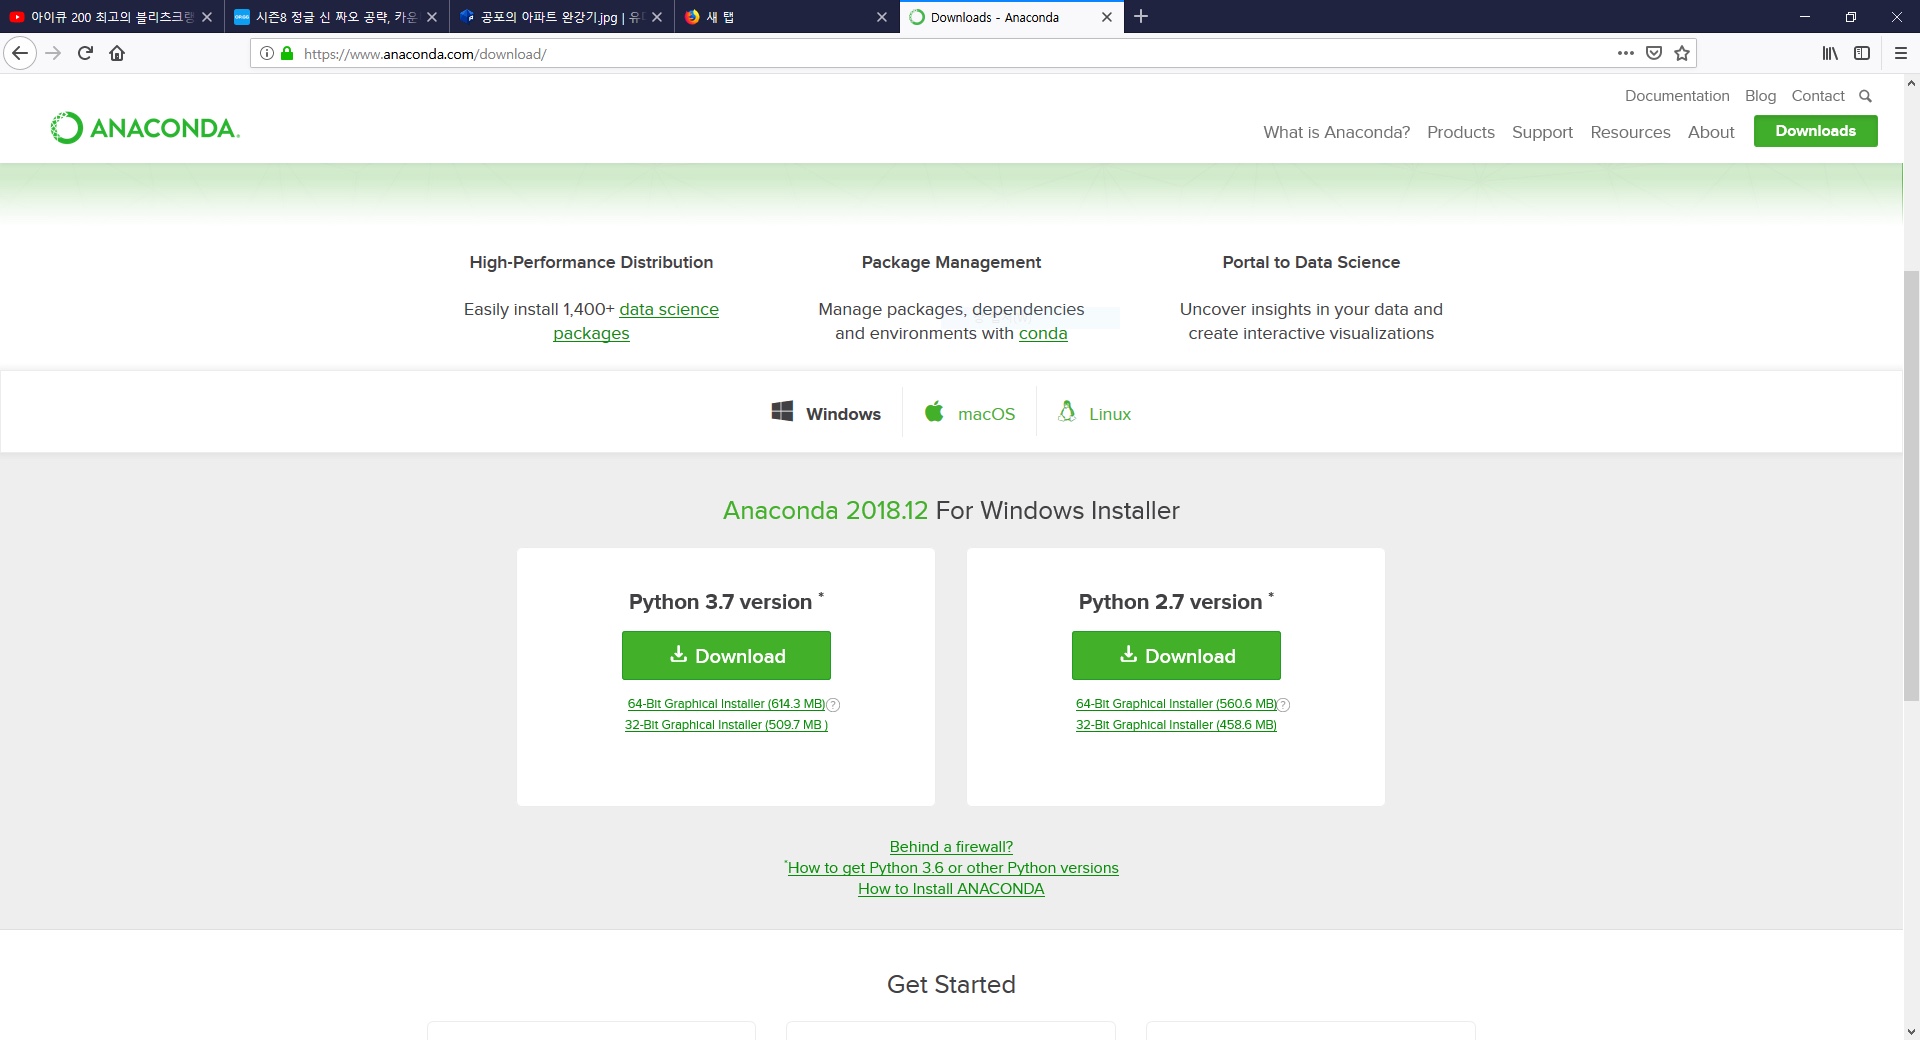 아이큐 200 최고의 블리츠크랭
시즌8 정글 신 짜오 공략, 카운
공포의 아파트 완강기.jpg | 유
새 탭
Downloads - Anaconda
https://www.anaconda.com/download/
Documentation Blog Contact
ANACONDA.
What is Anaconda? Products Support Resources About Downloads
High-Performance Distribution
Easily install 1,400+ data science
packages
Package Management
Manage packages, dependencies
and environments with conda
Portal to Data Science
Uncover insights in your data and
create interactive visualizations
Windows macOS Linux
Anaconda 2018.12 For Windows Installer
Python 3.7 version *
Download
64-Bit Graphical Installer (614.3 MB) ?
32-Bit Graphical Installer (509.7 MB )
Python 2.7 version *
Download
64-Bit Graphical Installer (560.6 MB) ?
32-Bit Graphical Installer (458.6 MB)
Behind a firewall?
*How to get Python 3.6 or other Python versions
How to Install ANACONDA
Get Started